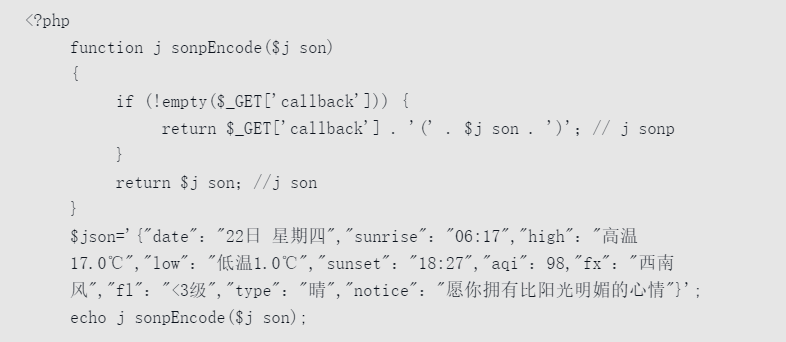 <?php
function j sonpEncode($j son)
{
if (!empty($_GET['callback'])) {
return $_GET['callback'] . '(' . $j son . ')'; // j sonp
}
return $j son; //j son
}
$json='{"date": "22日 星期四","sunrise": "06:17","high": "高温
17.0℃","low": "低温1.0℃","sunset": "18:27","aqi": 98,"fx": "西南
风","fl": "<3级","type": "晴","notice": "愿你拥有比阳光明媚的心情"}';
echo j sonpEncode($j son);